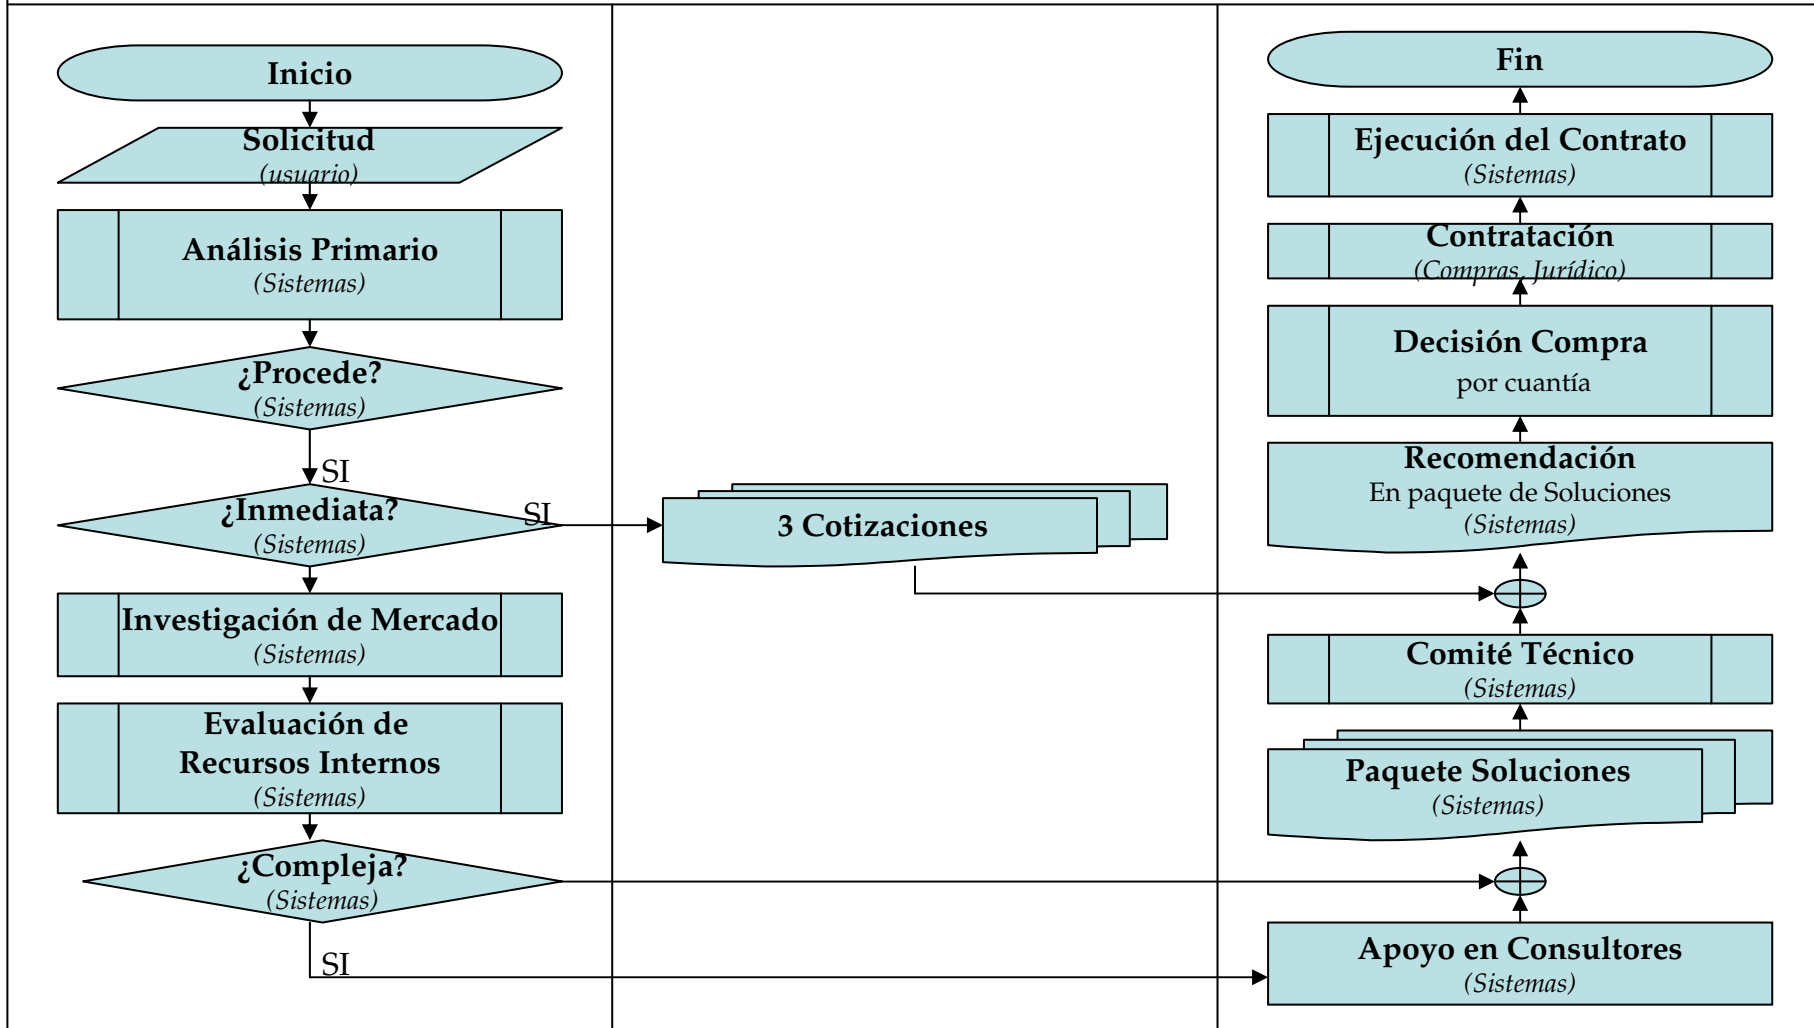 Inicio
Solicitud
(usuario)
Análisis Primario
(Sistemas)
¿Procede?
(Sistemas)
SI
¿Inmediata?
(Sistemas)
SI
Investigación de Mercado
(Sistemas)
Evaluación de
Recursos Internos
(Sistemas)
¿Compleja?
(Sistemas)
SI
3 Cotizaciones
Fin
Ejecución del Contrato
(Sistemas)
Contratación
(Compras, Jurídico)
Decisión Compra
por cuantía
Recomendación
En paquete de Soluciones
(Sistemas)
Comité Técnico
(Sistemas)
Paquete Soluciones
(Sistemas)
Apoyo en Consultores
(Sistemas)